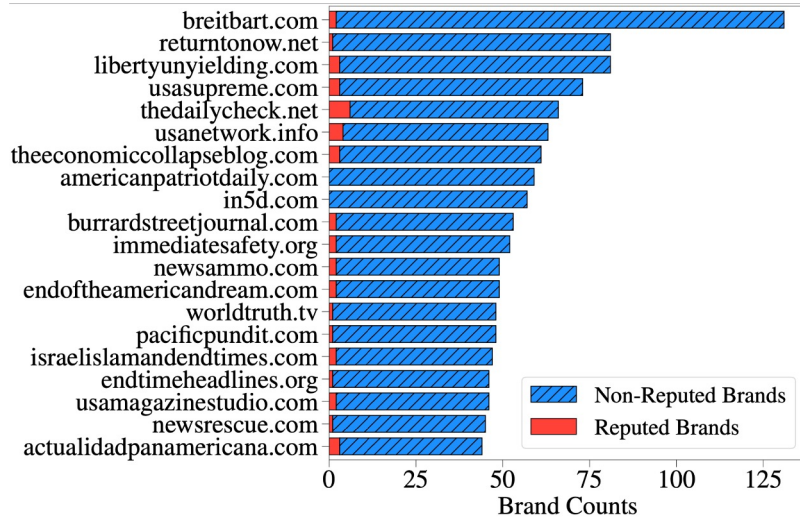 breitbart.com
returntonow.net
libertyunyielding.com
usasupreme.com
thedailycheck.net
usanetwork.info
theeconomiccollapseblog.com
americanpatriotdaily.com
in5d.com
burrardstreetjournal.com
immediatesafety.org
newsammo.com
endoftheamericandream.com
worldtruth.tv
pacificpundit.com
israelislamandendtimes.com
endtimeheadlines.org
usamagazinestudio.com
newsrescue.com
actualidadpanamericana.com
Non-Reputed Brands
Reputed Brands
0 25 50 75 100 125
Brand Counts